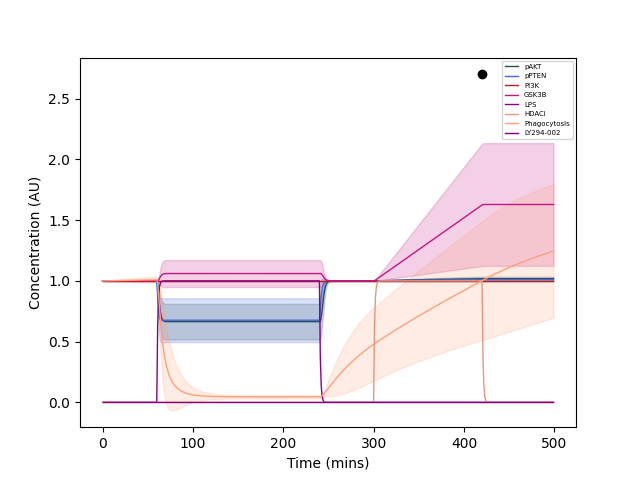 2.5
2.0
1.5
1.0
0.5
0.0
Concentration (AU)
0
100
200
300
400
500
Time (mins)
pAKT
pPTEN
PI3K
GSK3B
LPS
HDACi
Phagocytosis
LY294-002